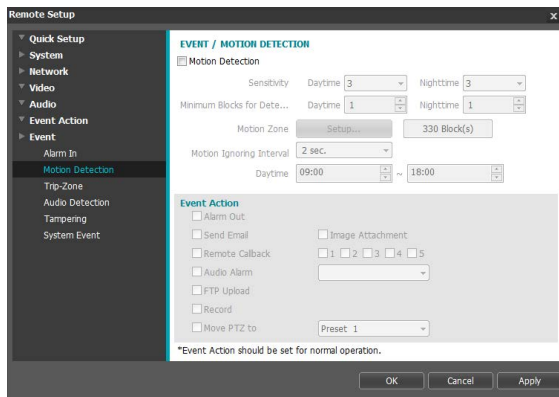 Remote Setup x
Quick Setup
System
Network
Video
Audio
Event Action
Event
Alarm In
Motion Detection
Trip-Zone
Audio Detection
Tampering
System Event
EVENT / MOTION DETECTION
Motion Detection
Sensitivity Daytime 3 Nighttime 3
Minimum Blocks for Dete... Daytime 1 Nighttime 1
Motion Zone Setup... 330 Block(s)
Motion Ignoring Interval 2 sec.
Daytime 09:00 ~ 18:00
Event Action
Alarm Out
Send Email Image Attachment
Remote Callback 1 2 3 4 5
Audio Alarm
FTP Upload
Record
Move PTZ to Preset 1
*Event Action should be set for normal operation.
OK Cancel Apply